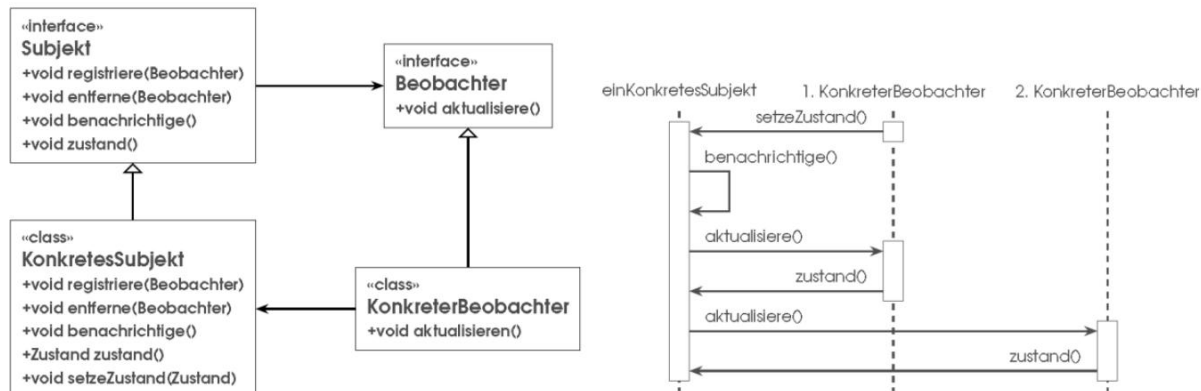 «interface»
Subjekt
+void registriere(Beobachter)
+void entferne(Beobachter)
+void benachrichtige()
+void zustand()
«interface»
Beobachter
+void aktualisiere()
«class»
KonkretesSubjekt
+void registriere(Beobachter)
+void entferne(Beobachter)
+void benachrichtige()
+Zustand zustand()
+void setzeZustand(Zustand)
«class»
KonkreterBeobachter
+void aktualisieren()
einKonkretesSubjekt
1. KonkreterBeobachter
2. KonkreterBeobachter
setzeZustand()
benachrichtige()
aktualisiere()
zustand()
aktualisiere()
zustand()